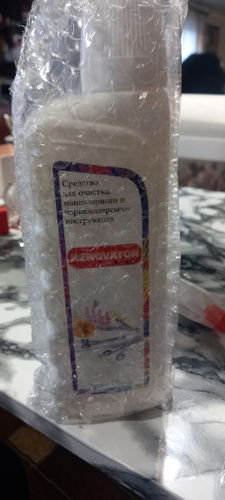 Средство
для очистки
маникюрного и
парикмахерского
инструмента
RENOVATOR